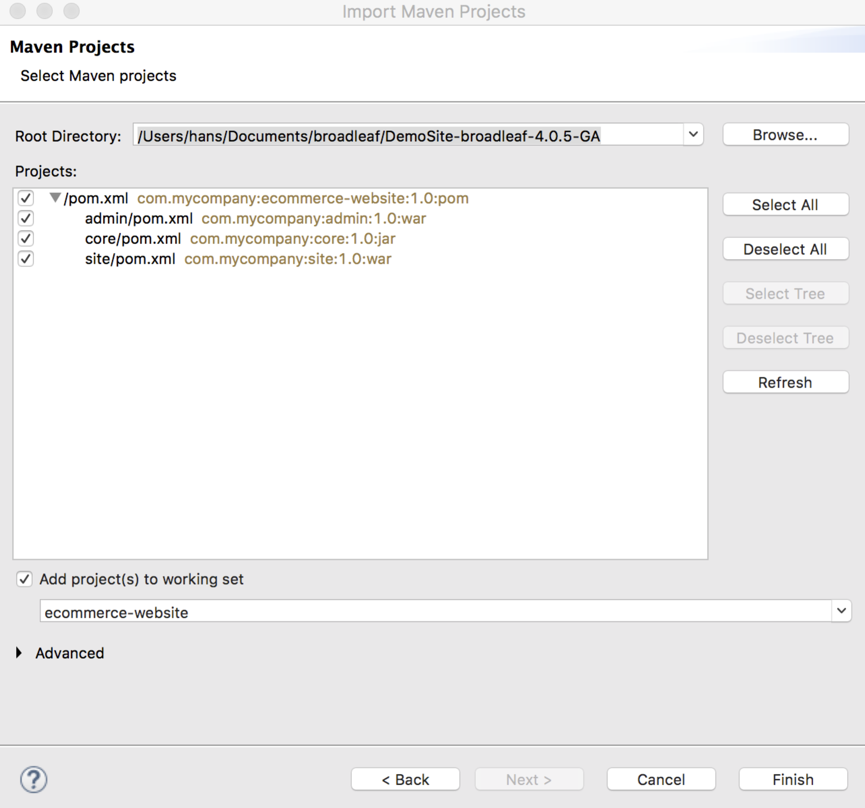 Import Maven Projects
Maven Projects
Select Maven projects
Root Directory: /Users/hans/Documents/broadleaf/DemoSite-broadleaf-4.0.5-GA Browse...
Projects:
/pom.xml com.mycompany:ecommerce-website:1.0:pom
admin/pom.xml com.mycompany:admin:1.0:war
core/pom.xml com.mycompany:core:1.0:jar
site/pom.xml com.mycompany:site:1.0:war
Select All
Deselect All
Select Tree
Deselect Tree
Refresh
Add project(s) to working set
ecommerce-website
Advanced
? < Back Next > Cancel Finish